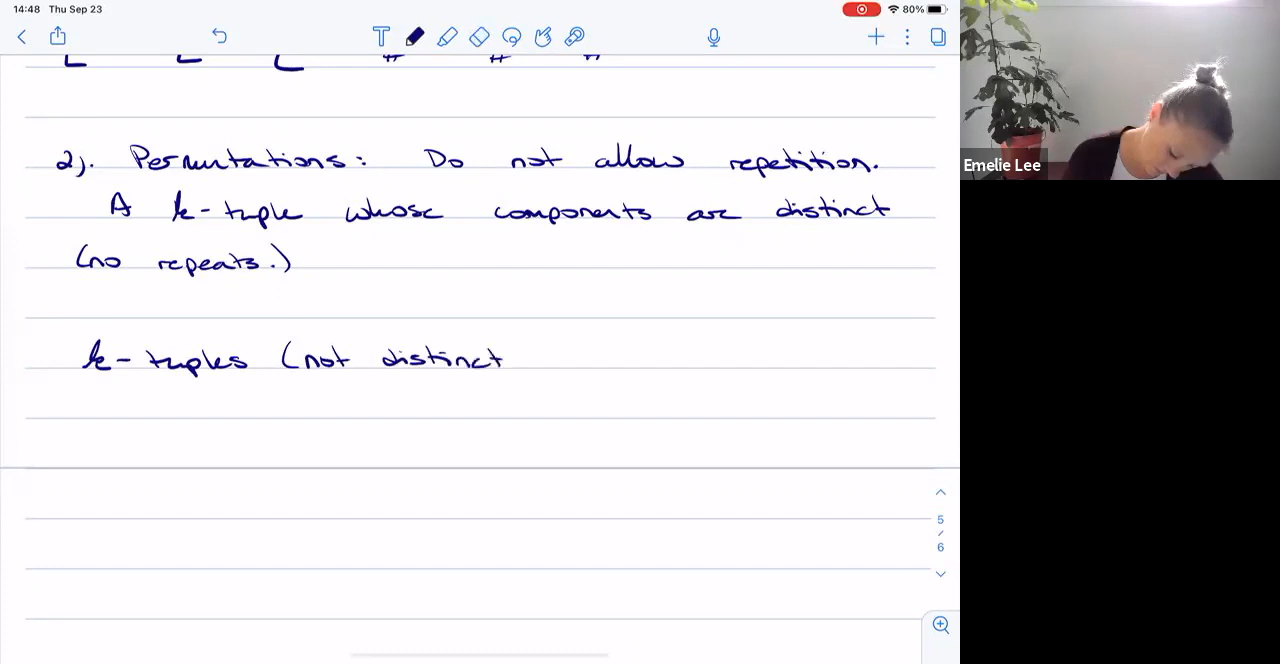 14:48 Thu Sep 23
80%
2). Permutations: Do not allow repetition.
A k-tuple whose components are distinct
(no repeats.)
k-tuples (not distinct
5
/
6
Emelie Lee